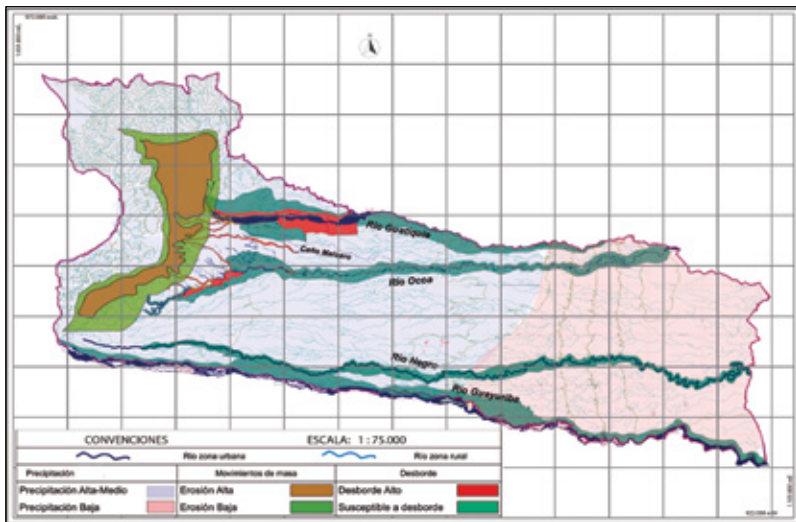 Río Guatiquía
Caño Maizaro
Río Ocoa
Río Negro
Río Guayuriba
CONVENCIONES ESCALA: 1:75.000
Río zona urbana Río zona rural
Precipitación Movimientos de masa Desborde
Precipitación Alta-Medio Erosión Alta Desborde Alto
Precipitación Baja Erosión Baja Susceptible a desborde